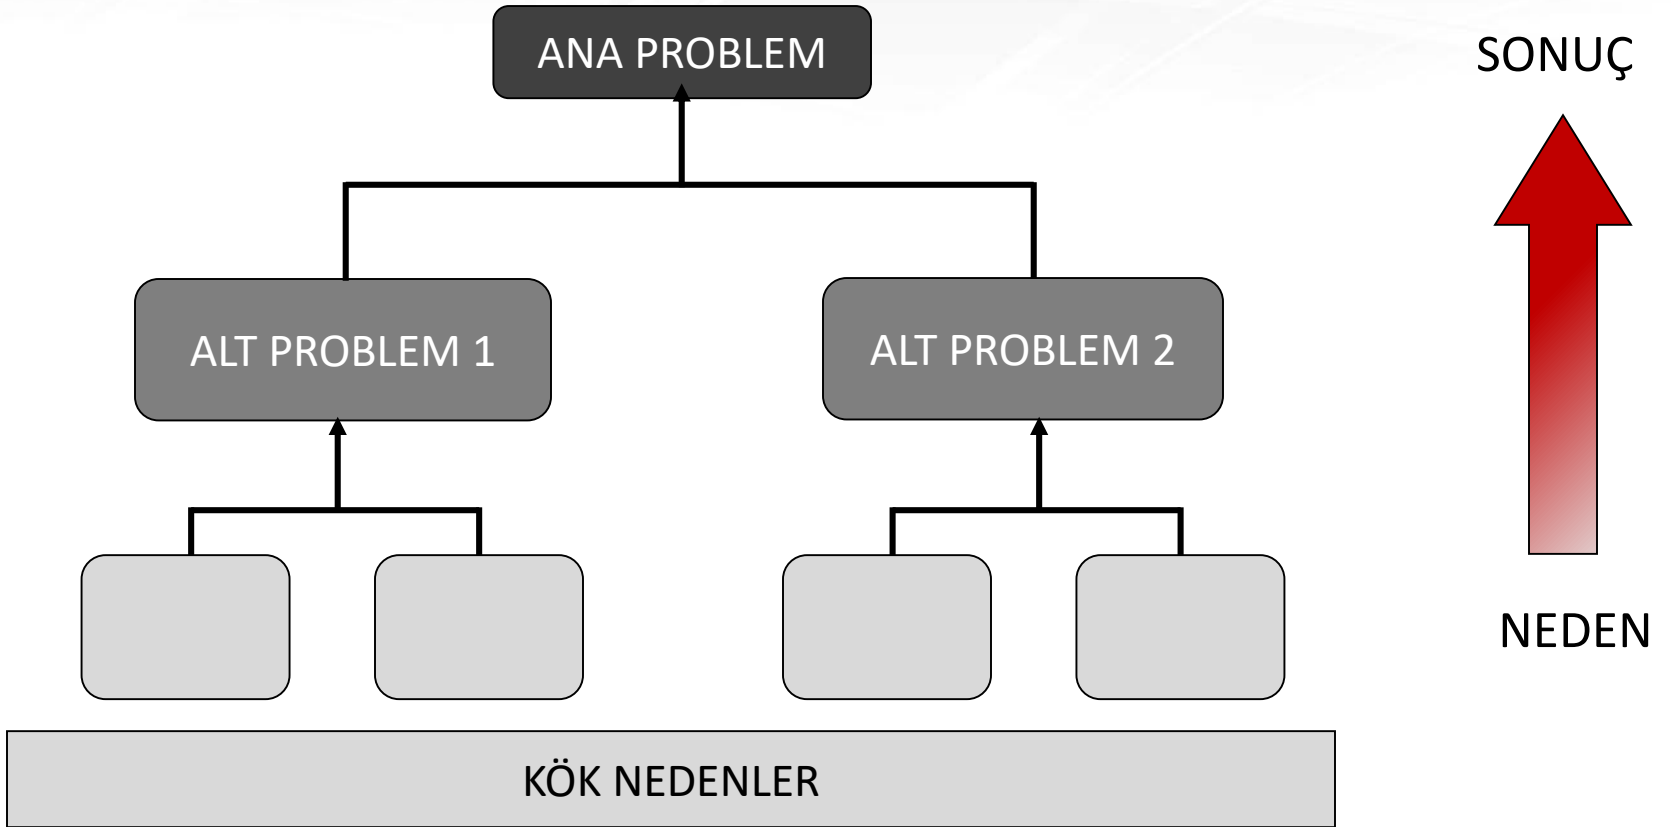 ANA PROBLEM
SONUÇ
ALT PROBLEM 1
ALT PROBLEM 2
NEDEN
KÖK NEDENLER